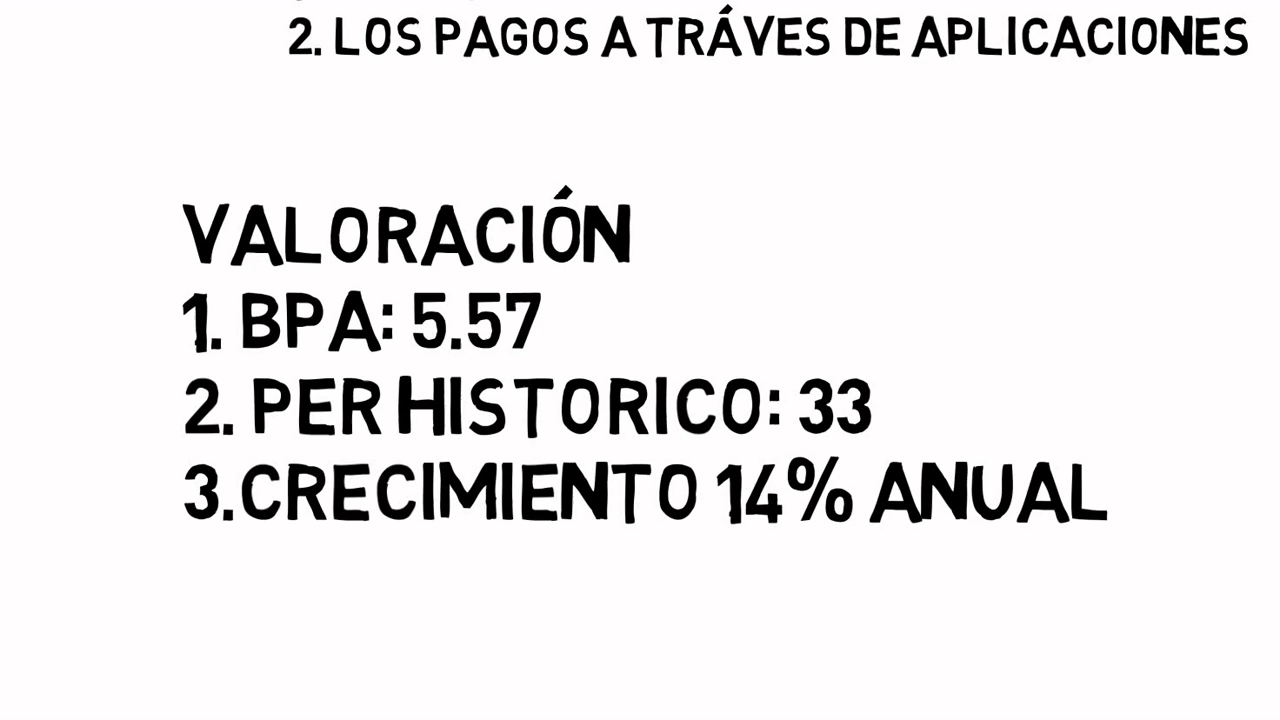 2. LOS PAGOS A TRÁVES DE APLICACIONES
VALORACIÓN
1. BPA: 5.57
2. PER HISTORICO: 33
3.CRECIMIENTO 14% ANUAL